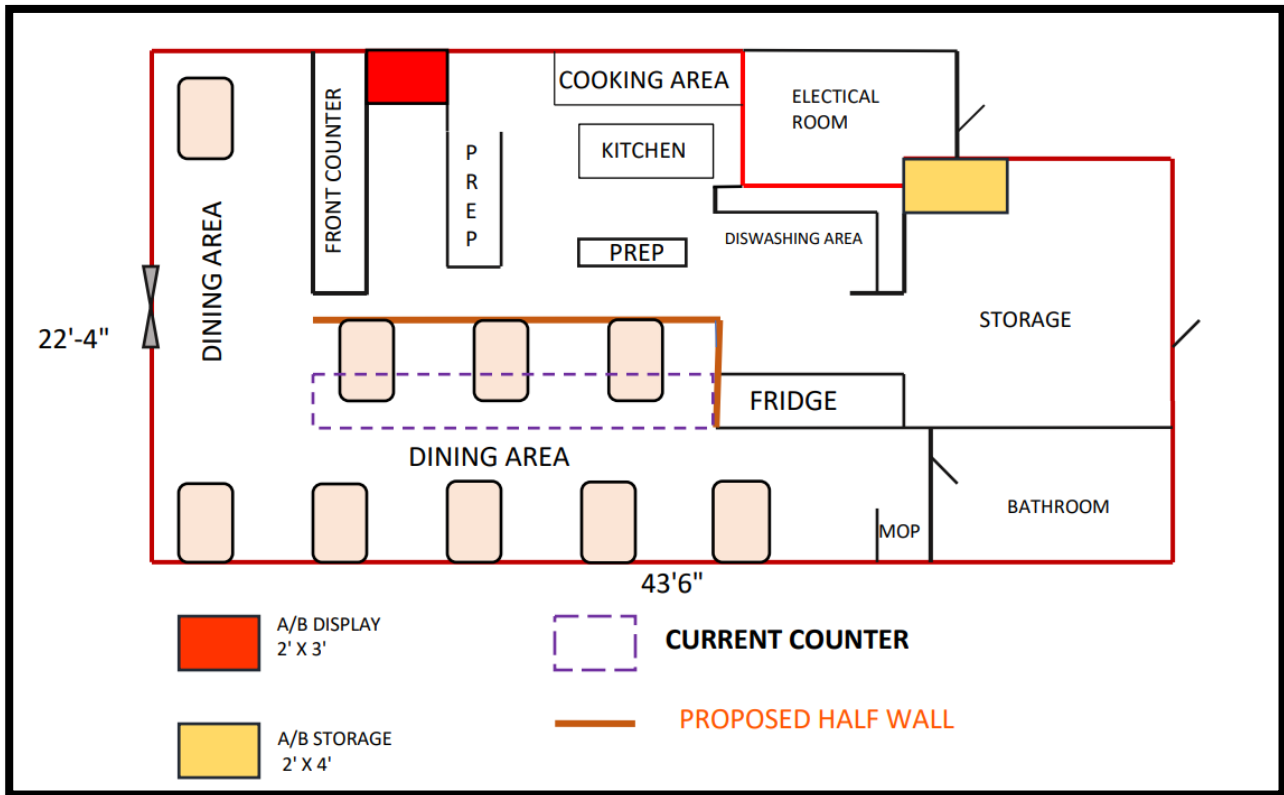 COOKING AREA
ELECTICAL
ROOM
FRONT COUNTER
PREP
KITCHEN
DINING AREA
PREP
DISWASHING AREA
22'-4"
STORAGE
FRIDGE
DINING AREA
MOP
BATHROOM
43'6"
A/B DISPLAY
2' X 3'
CURRENT COUNTER
PROPOSED HALF WALL
A/B STORAGE
2' X 4'